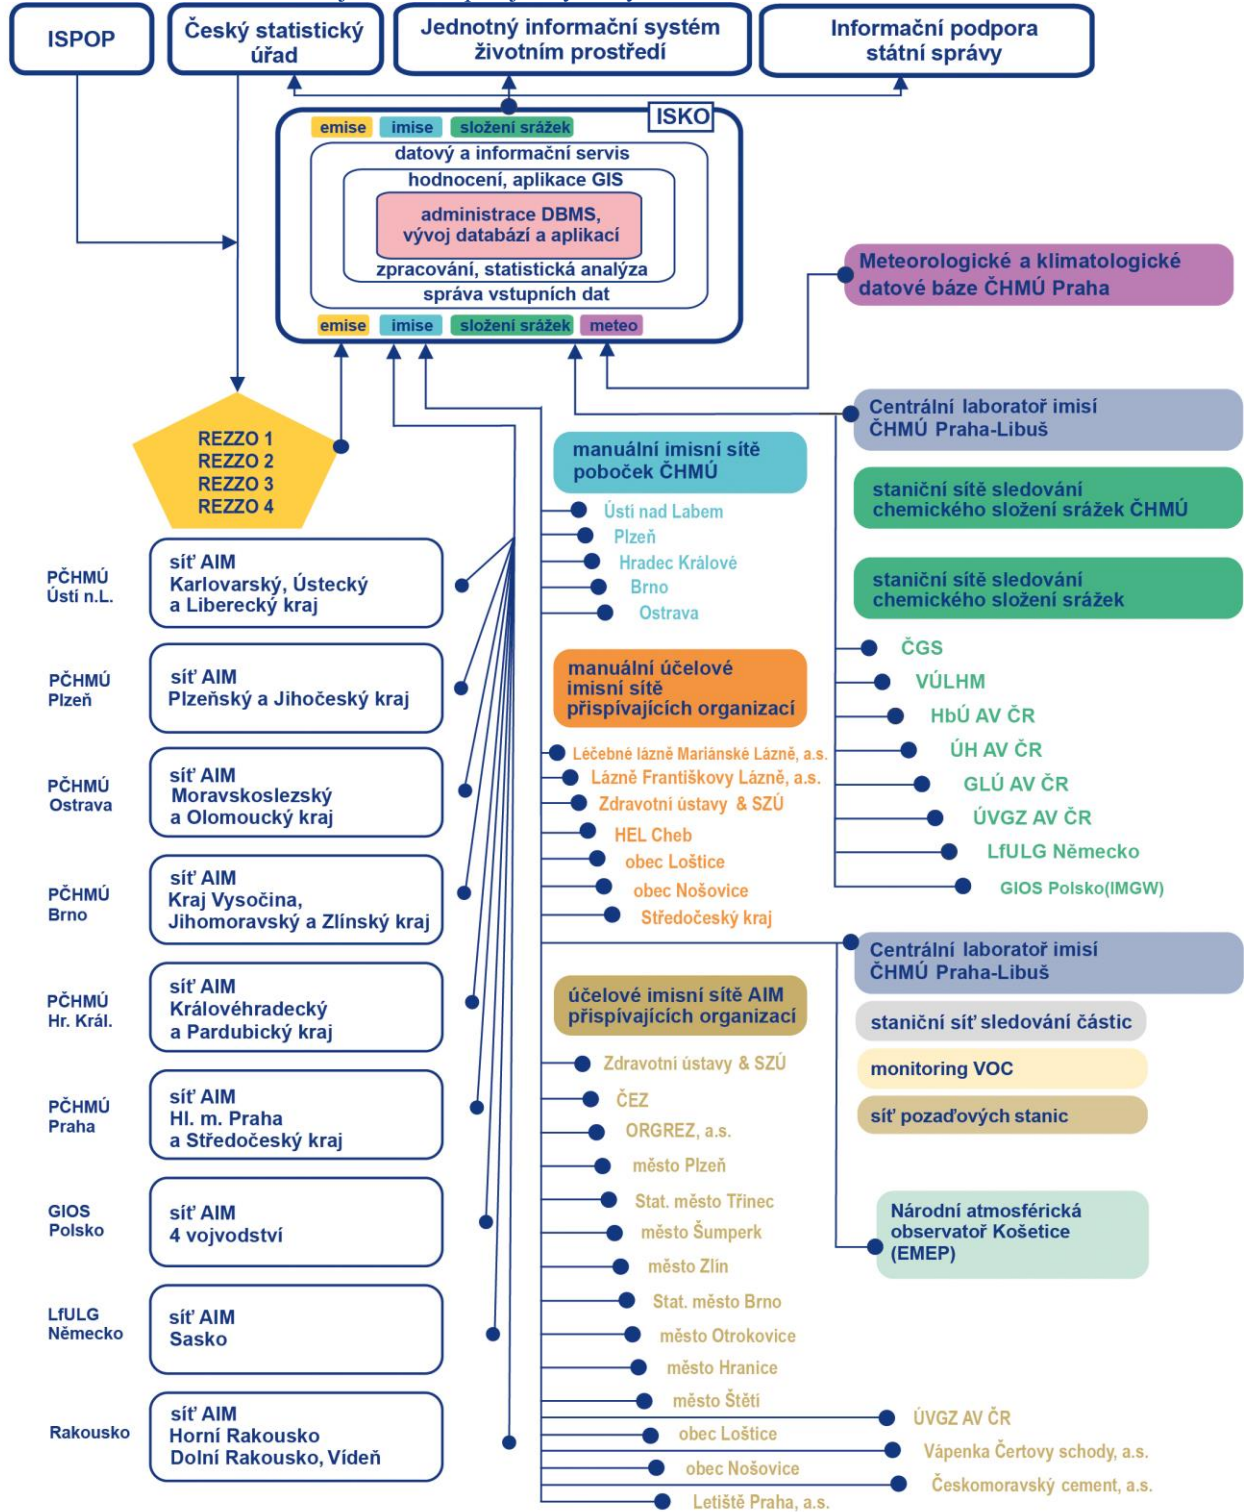 ISPOP
Český statistický
úřad
Jednotný informační systém
životním prostředí
Informační podpora
státní správy
ISKO
emise
imise
složení srážek
datový a informační servis
hodnocení, aplikace GIS
administrace DBMS,
vývoj databází a aplikací
zpracování, statistická analýza
správa vstupních dat
emise
imise
složení srážek
meteo
Meteorologické a klimatologické
datové báze ČHMÚ Praha
REZZO 1
REZZO 2
REZZO 3
REZZO 4
PČHMÚ
Ústí n.L.
síť AIM
Karlovarský, Ústecký
a Liberecký kraj
PČHMÚ
Plzeň
síť AIM
Plzeňský a Jihočeský kraj
PČHMÚ
Ostrava
síť AIM
Moravskoslezský
a Olomoucký kraj
PČHMÚ
Brno
síť AIM
Kraj Vysočina,
Jihomoravský a Zlínský kraj
PČHMÚ
Hr. Král.
síť AIM
Královéhradecký
a Pardubický kraj
PČHMÚ
Praha
síť AIM
Hl. m. Praha
a Středočeský kraj
GIOS
Polsko
síť AIM
4 vojvodství
LfULG
Německo
síť AIM
Sasko
Rakousko
síť AIM
Horní Rakousko
Dolní Rakousko, Vídeň
manuální imisní sítě
poboček ČHMÚ
Ústí nad Labem
Plzeň
Hradec Králové
Brno
Ostrava
manuální účelové
imisní sítě
přispívajících organizací
Léčebné lázně Mariánské Lázně, a.s.
Lázně Františkovy Lázně, a.s.
Zdravotní ústavy & SZÚ
HEL Cheb
obec Loštice
obec Nošovice
Středočeský kraj
účelové imisní sítě AIM
přispívajících organizací
Zdravotní ústavy & SZÚ
ČEZ
ORGREZ, a.s.
město Plzeň
Stat. město Třinec
město Šumperk
město Zlín
Stat. město Brno
město Otrokovice
město Hranice
město Štětí
obec Loštice
obec Nošovice
Letiště Praha, a.s.
ÚVGZ AV ČR
Vápenka Čertovy schody, a.s.
Českomoravský cement, a.s.
Centrální laboratoř imisí
ČHMÚ Praha-Libuš
staniční sítě sledování
chemického složení srážek ČHMÚ
staniční sítě sledování
chemického složení srážek
ČGS
VÚLHM
HbÚ AV ČR
ÚH AV ČR
GLÚ AV ČR
ÚVGZ AV ČR
LfULG Německo
GIOS Polsko(IMGW)
Centrální laboratoř imisí
ČHMÚ Praha-Libuš
staniční síť sledování částic
monitoring VOC
síť pozaďových stanic
Národní atmosférická
observatoř Košetice
(EMEP)